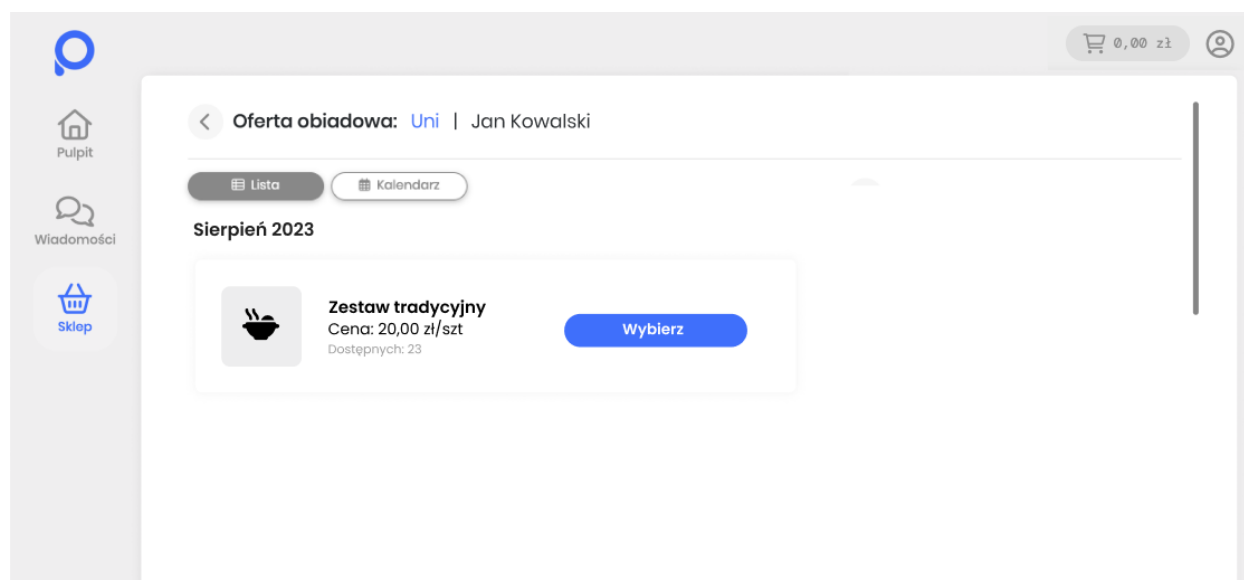 0,00 zł
Pulpit
Wiadomości
Sklep
Oferta obiadowa: Uni | Jan Kowalski
Lista
Kalendarz
Sierpień 2023
Zestaw tradycyjny
Cena: 20,00 zł/szt
Dostępnych: 23
Wybierz